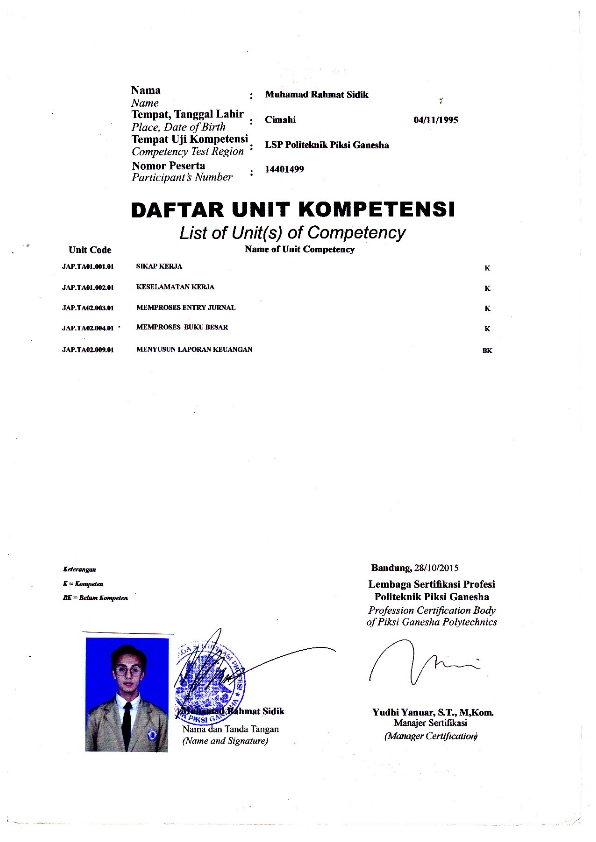 Nama : Muhamad Rahmat Sidik
Name
Tempat, Tanggal Lahir : Cimahi 04/11/1995
Place, Date of Birth
Tempat Uji Kompetensi : LSP Politeknik Piksi Ganesha
Competency Test Region
Nomor Peserta : 14401499
Participant's Number
DAFTAR UNIT KOMPETENSI
List of Unit(s) of Competency
Unit Code Name of Unit Competency
JAP.TA01.001.01 SIKAP KERJA K
JAP.TA01.002.01 KESELAMATAN KERJA K
JAP.TA02.003.01 MEMPROSES ENTRY JURNAL K
JAP.TA02.004.01 MEMPROSES BUKU BESAR K
JAP.TA02.009.01 MENYUSUN LAPORAN KEUANGAN BK
Keterangan
K = Kompeten
BK = Belum Kompeten
Bandung, 28/10/2015
Lembaga Sertifikasi Profesi
Politeknik Piksi Ganesha
Profession Certification Body
of Piksi Ganesha Polytechnics
Muhamad Rahmat Sidik
Nama dan Tanda Tangan
(Name and Signature)
Yudhi Yanuar, S.T., M,Kom.
Manajer Sertifikasi
(Manager Certification)